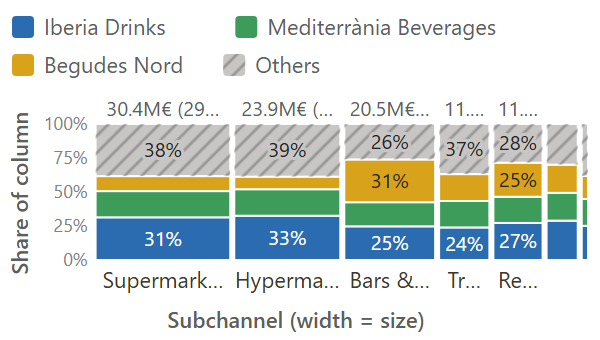 Iberia Drinks Mediterrània Beverages
Begudes Nord Others
30.4M€ (29... 23.9M€ (... 20.5M€... 11.... 11....
Share of column
100%
75%
50%
25%
0%
38% 39% 26% 37% 28%
31% 25%
31% 33% 25% 24% 27%
Supermark... Hyperma... Bars &... Tr... Re...
Subchannel (width = size)